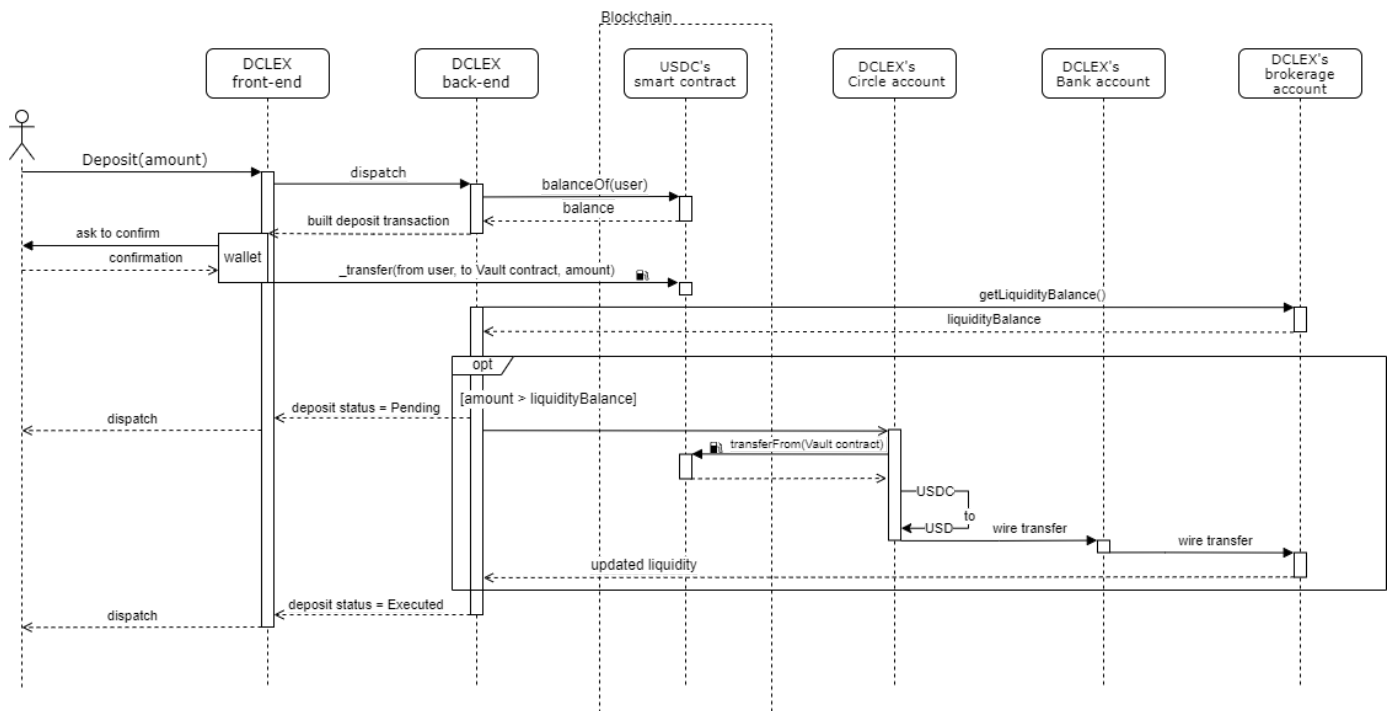 Blockchain
DCLEX
front-end
DCLEX
back-end
USDC's
smart contract
DCLEX's
Circle account
DCLEX's
Bank account
DCLEX's
brokerage
account
Deposit(amount)
dispatch
balanceOf(user)
balance
built deposit transaction
ask to confirm
wallet
confirmation
_transfer(from user, to Vault contract, amount)
getLiquidityBalance()
liquidityBalance
opt
[amount > liquidityBalance]
deposit status = Pending
dispatch
transferFrom(Vault contract)
USDC
to
USD
wire transfer
wire transfer
updated liquidity
deposit status = Executed
dispatch